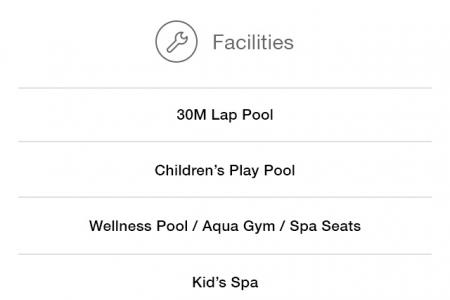 Facilities
30M Lap Pool
Children’s Play Pool
Wellness Pool / Aqua Gym / Spa Seats
Kid’s Spa